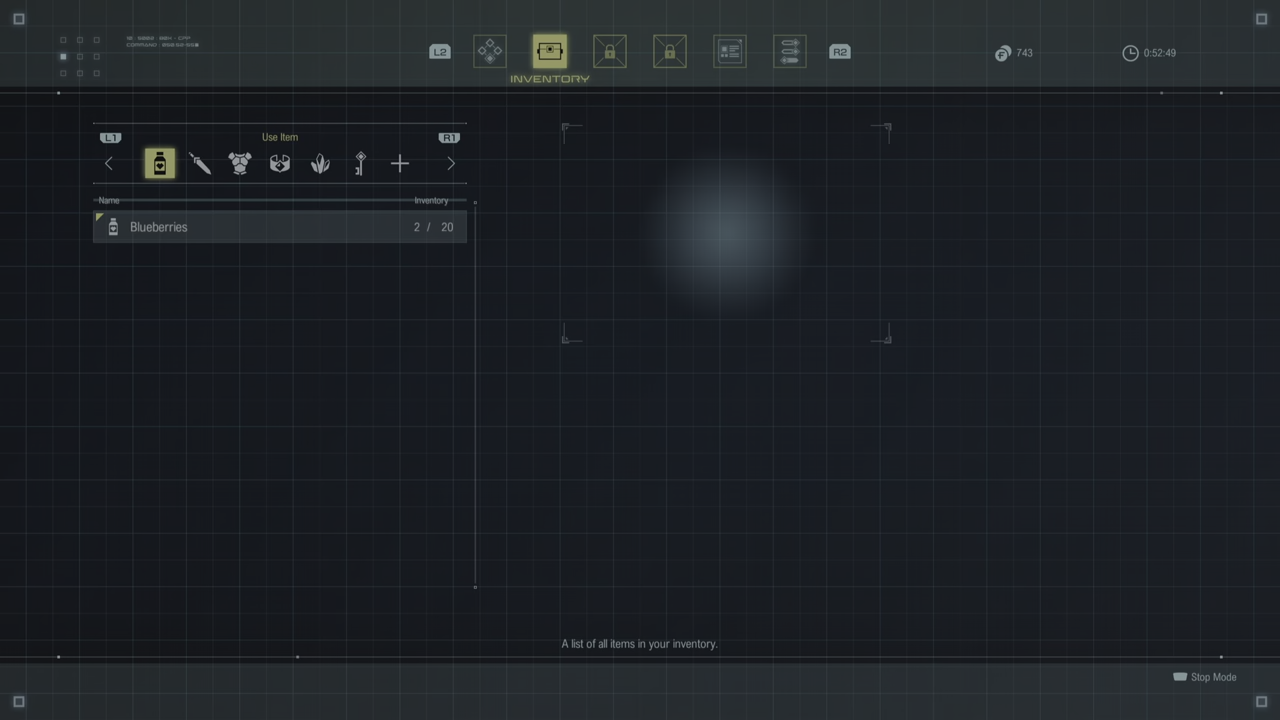 L2
R2
INVENTORY
743
0:52:49
L1
Use Item
R1
Name
Inventory
Blueberries
2 / 20
A list of all items in your inventory.
Stop Mode